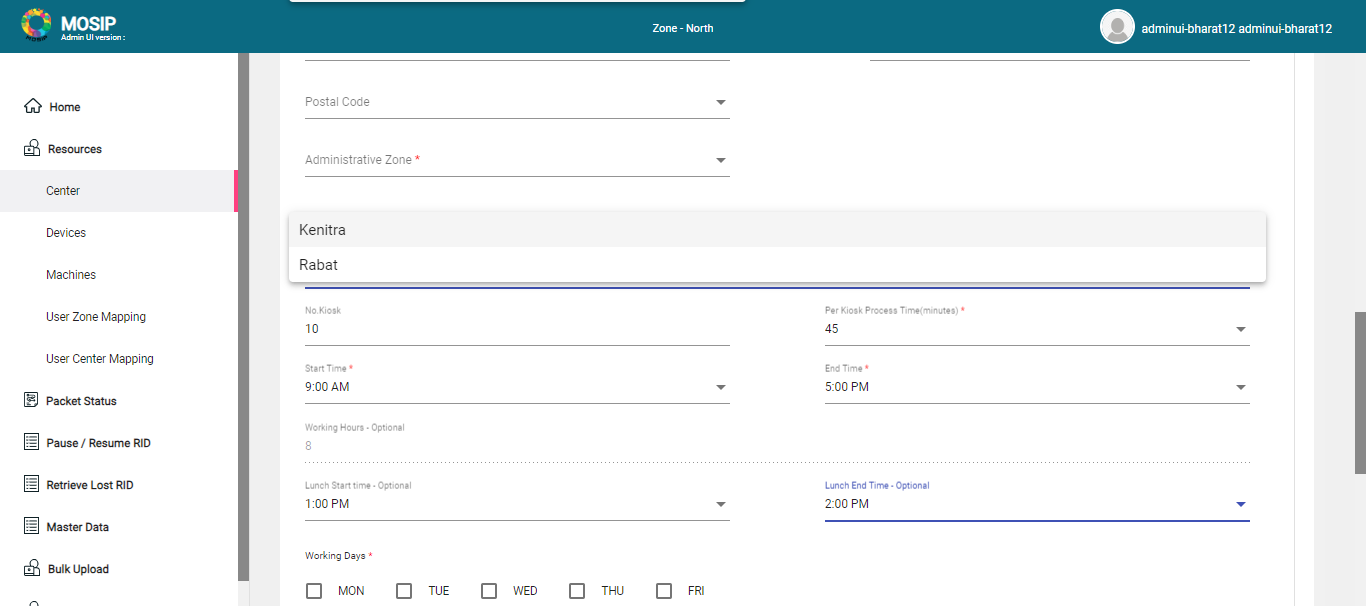 MOSIP
Admin UI version :
Zone - North
adminui-bharat12 adminui-bharat12
Home
Resources
Center
Devices
Machines
User Zone Mapping
User Center Mapping
Packet Status
Pause / Resume RID
Retrieve Lost RID
Master Data
Bulk Upload
Postal Code
Administrative Zone *
Kenitra
Rabat
No.Kiosk
10
Per Kiosk Process Time(minutes) *
45
Start Time *
9:00 AM
End Time *
5:00 PM
Working Hours - Optional
8
Lunch Start time - Optional
1:00 PM
Lunch End Time - Optional
2:00 PM
Working Days *
MON TUE WED THU FRI